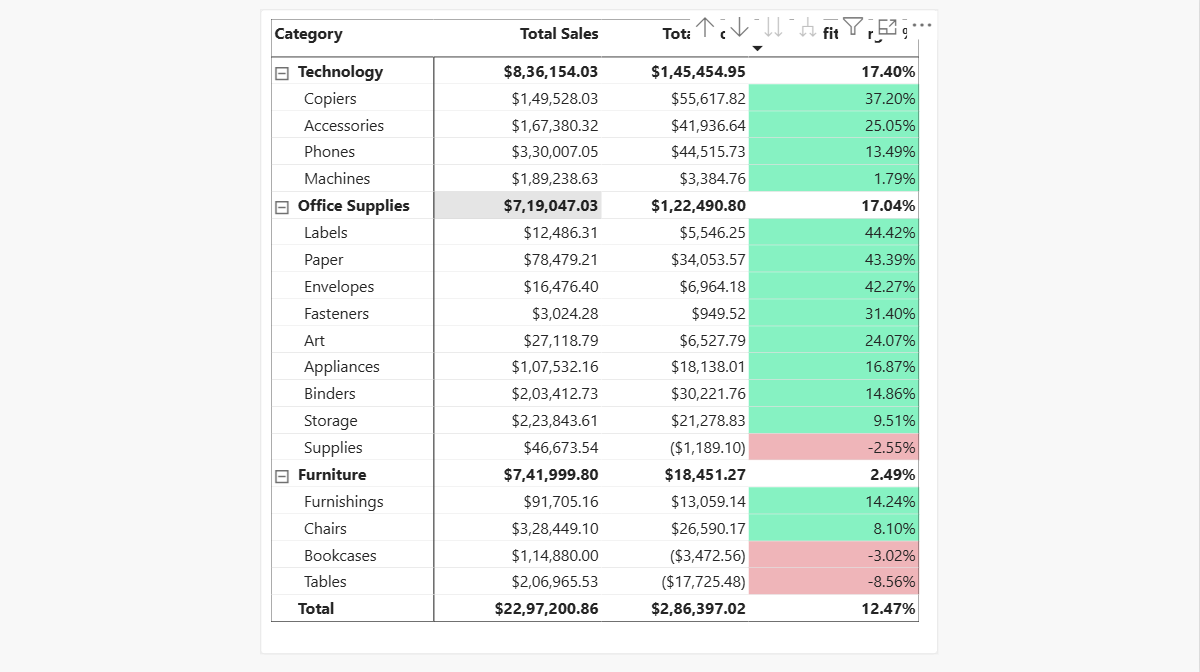 Category Total Sales fit %
Technology $8,36,154.03 $1,45,454.95 17.40%
Copiers $1,49,528.03 $55,617.82 37.20%
Accessories $1,67,380.32 $41,936.64 25.05%
Phones $3,30,007.05 $44,515.73 13.49%
Machines $1,89,238.63 $3,384.76 1.79%
Office Supplies $7,19,047.03 $1,22,490.80 17.04%
Labels $12,486.31 $5,546.25 44.42%
Paper $78,479.21 $34,053.57 43.39%
Envelopes $16,476.40 $6,964.18 42.27%
Fasteners $3,024.28 $949.52 31.40%
Art $27,118.79 $6,527.79 24.07%
Appliances $1,07,532.16 $18,138.01 16.87%
Binders $2,03,412.73 $30,221.76 14.86%
Storage $2,23,843.61 $21,278.83 9.51%
Supplies $46,673.54 ($1,189.10) -2.55%
Furniture $7,41,999.80 $18,451.27 2.49%
Furnishings $91,705.16 $13,059.14 14.24%
Chairs $3,28,449.10 $26,590.17 8.10%
Bookcases $1,14,880.00 ($3,472.56) -3.02%
Tables $2,06,965.53 ($17,725.48) -8.56%
Total $22,97,200.86 $2,86,397.02 12.47%